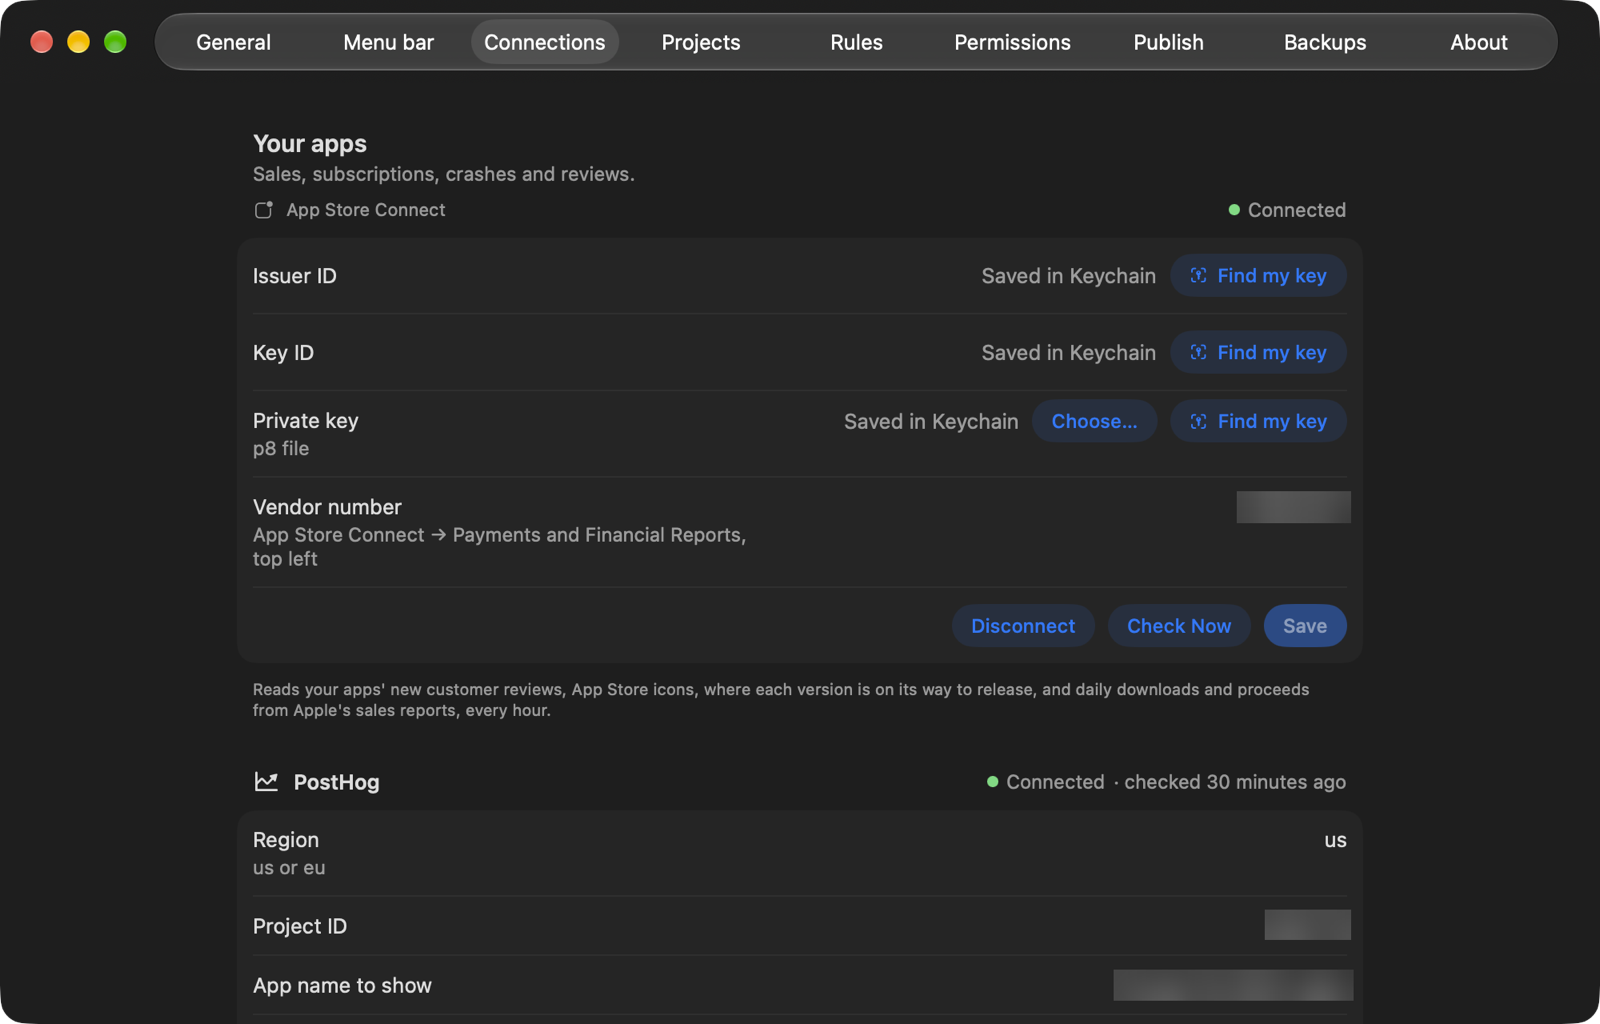 General
Menu bar
Connections
Projects
Rules
Permissions
Publish
Backups
About
Your apps
Sales, subscriptions, crashes and reviews.
App Store Connect
Connected
Issuer ID
Saved in Keychain
Find my key
Key ID
Saved in Keychain
Find my key
Private key
p8 file
Saved in Keychain
Choose...
Find my key
Vendor number
App Store Connect → Payments and Financial Reports,
top left
Disconnect
Check Now
Save
Reads your apps' new customer reviews, App Store icons, where each version is on its way to release, and daily downloads and proceeds
from Apple's sales reports, every hour.
PostHog
Connected · checked 30 minutes ago
Region
us or eu
us
Project ID
App name to show